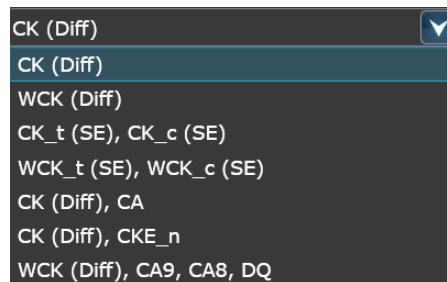 CK (Diff)
CK (Diff)
WCK (Diff)
CK_t (SE), CK_c (SE)
WCK_t (SE), WCK_c (SE)
CK (Diff), CA
CK (Diff), CKE_n
WCK (Diff), CA9, CA8, DQ